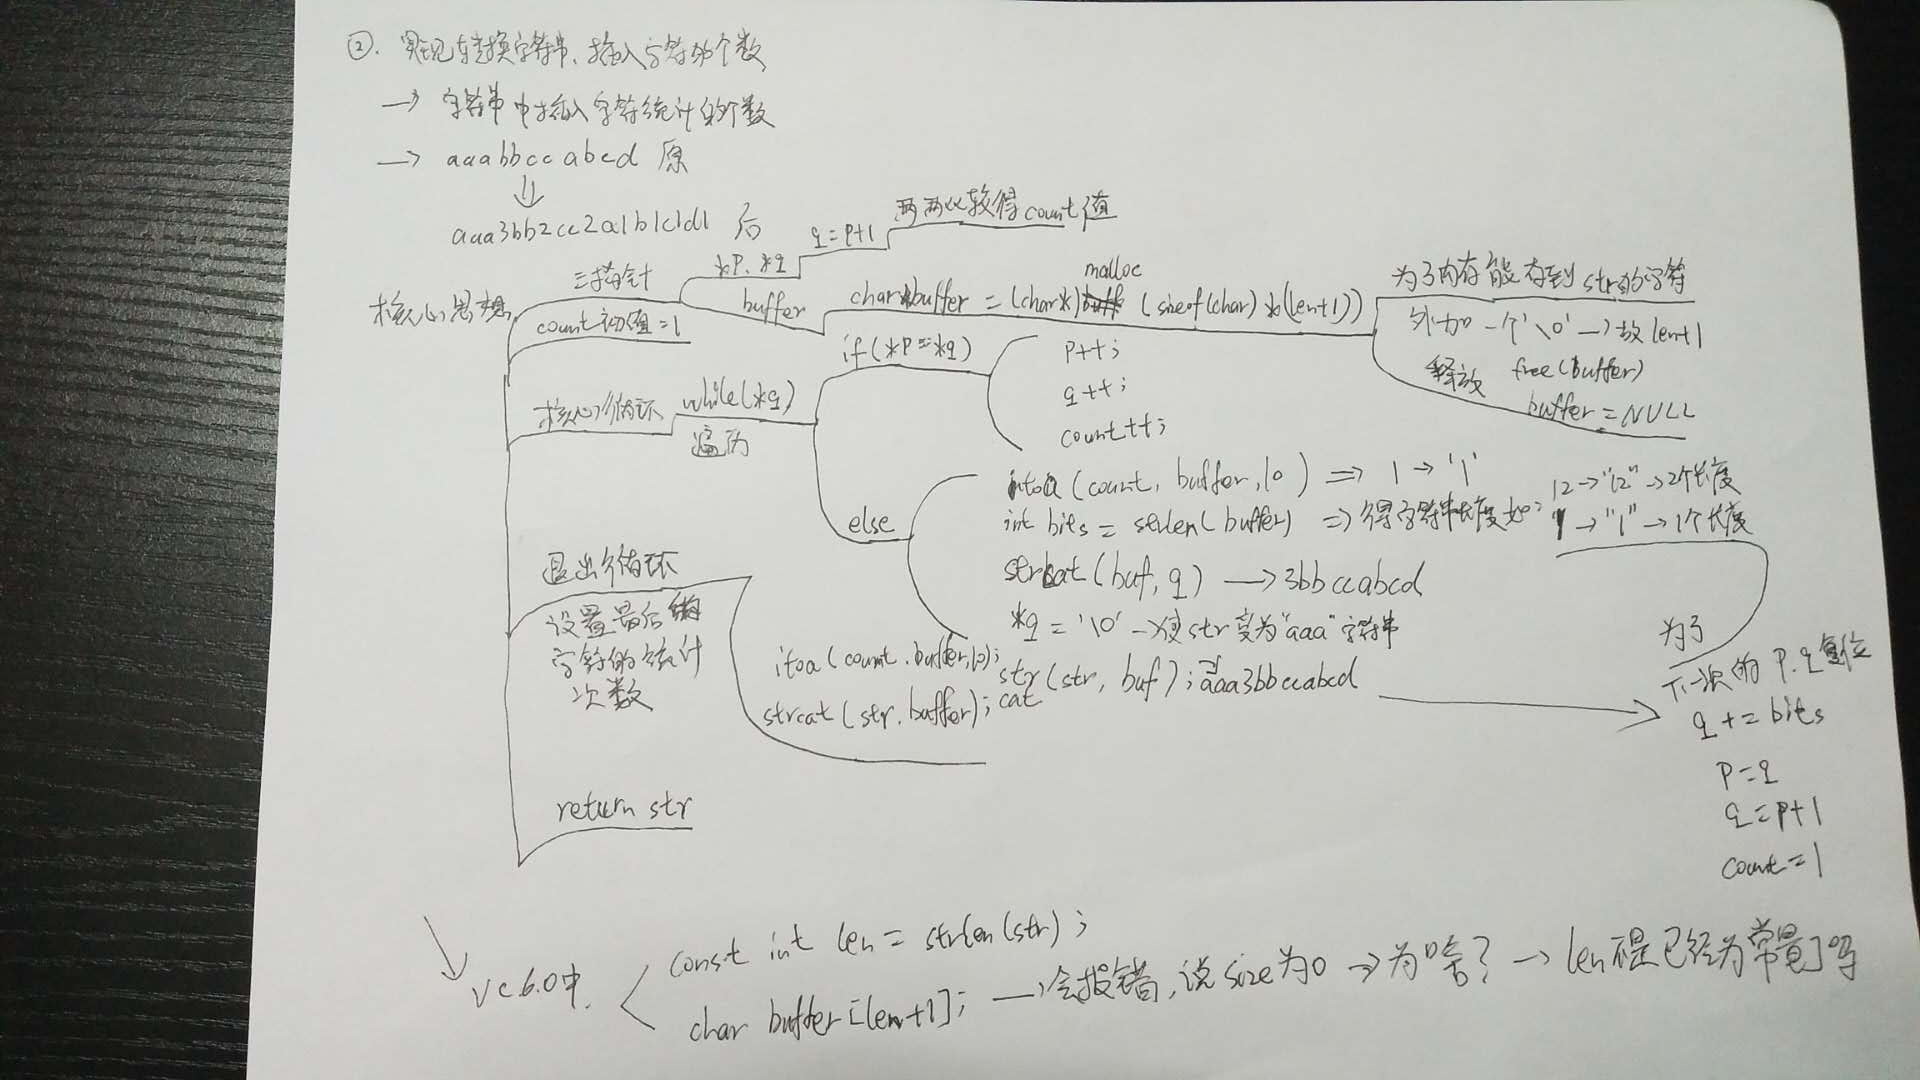 ②. 实现转换字符串、插入字符的个数
→ 字符串中插入字符统计的个数
→ aaabbccabcd 原
⇓
aaa3bb2cc2a1b1c1d1 后
核心思想
三指针
*p. *q
q=p+1
两两比较得count值
buffer
char*buffer = (char*)malloc (sizeof(char)*(len+1))
为了内存能存到str的字符
外加一个'\0' → 故len+1
释放 free(buffer)
buffer = NULL
count初值=1
核心循环
while(*q)
遍历
if(*p==*q)
p++;
q++;
count++;
else
itoa(count, buffer, 10) ⇒ 1→'1'
int bits = strlen(buffer) ⇒ 得字符串长度 如:
12→"12"→2个长度
1→"1"→1个长度
strcat(buf, q) → 3bbccabcd
*q = '\0' → 使str变为"aaa"字符串
strcat(str, buf); aaa3bbccabcd
为了
下一次的p.q复位
q += bits
p=q
q=p+1
count=1
退出循环
设置最后
字符的统计
次数
itoa(count.buffer,10);
strcat(str.buffer);
return str
VC6.0中.
const int len = strlen(str);
char buffer[len+1]; → 会报错,说size为0 → 为啥? → len不是已经为常量了吗